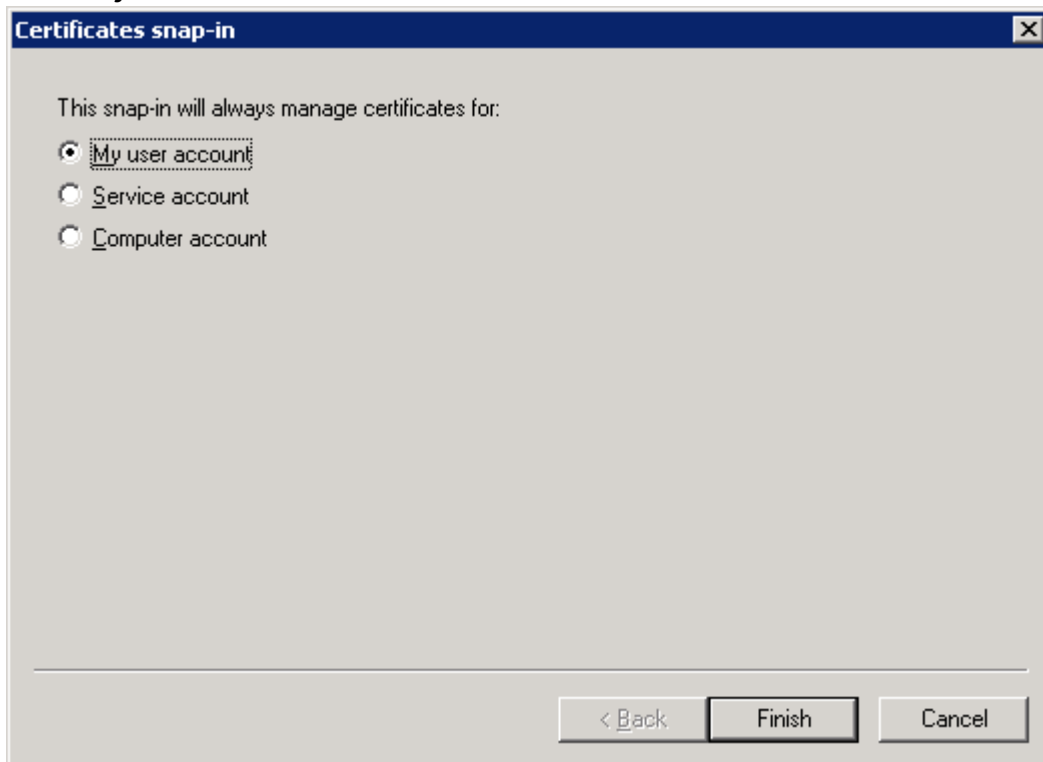 Certificates snap-in
This snap-in will always manage certificates for:
My user account
Service account
Computer account
< Back
Finish
Cancel